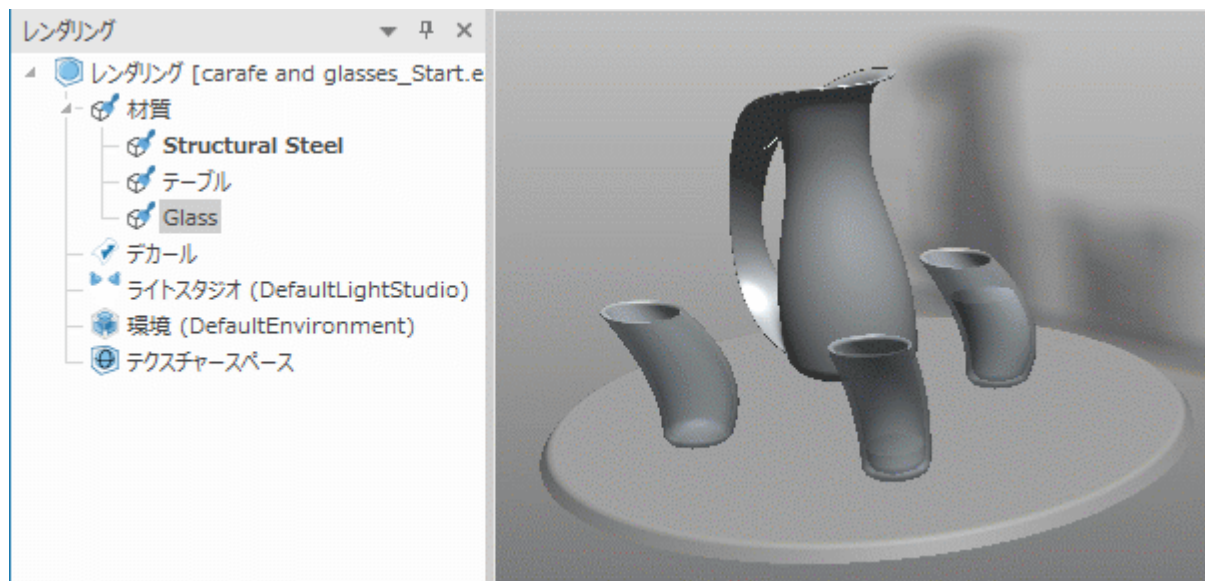 レンダリング
レンダリング [carafe and glasses_Start.e
材質
Structural Steel
テーブル
Glass
デカール
ライトスタジオ (DefaultLightStudio)
環境 (DefaultEnvironment)
テクスチャースペース